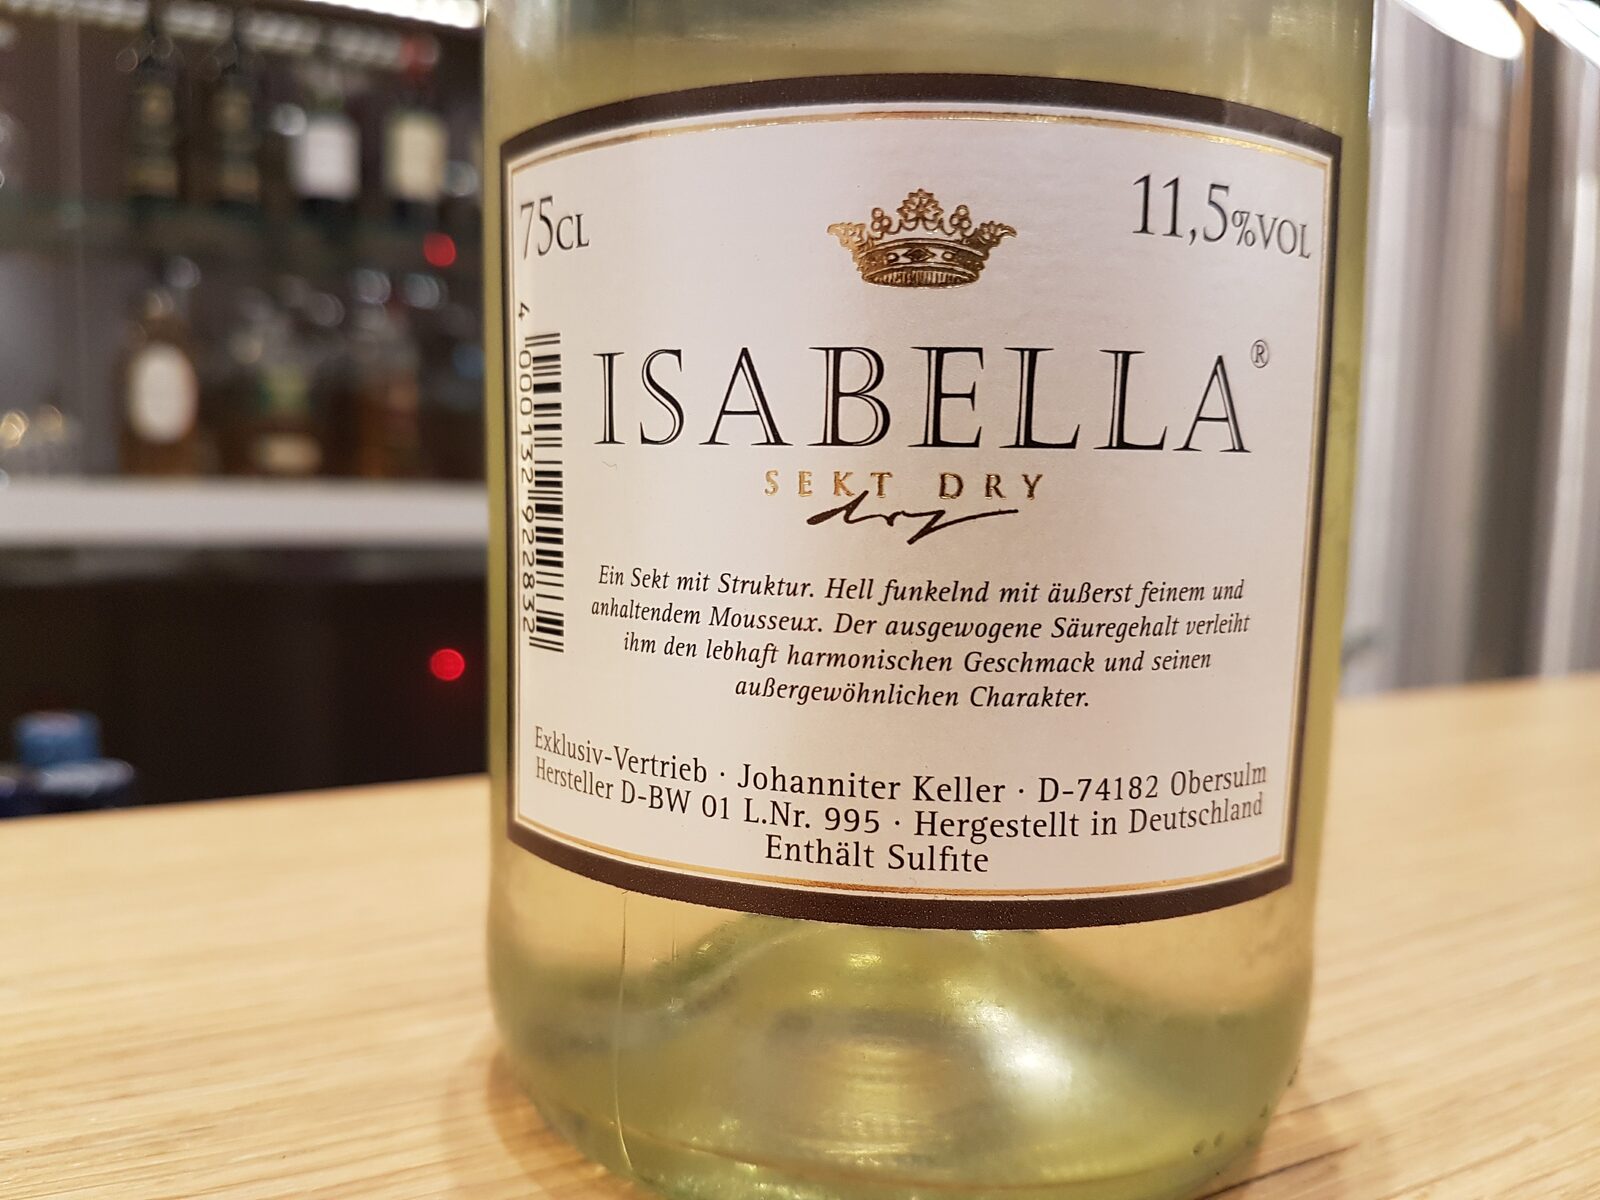 75CL
11,5%VOL
ISABELLA®
SEKT DRY
dry
4 000132 922832
Ein Sekt mit Struktur. Hell funkelnd mit äußerst feinem und
anhaltendem Mousseux. Der ausgewogene Säuregehalt verleiht
ihm den lebhaft harmonischen Geschmack und seinen
außergewöhnlichen Charakter.
Exklusiv-Vertrieb · Johanniter Keller · D-74182 Obersulm
Hersteller D-BW 01 L.Nr. 995 · Hergestellt in Deutschland
Enthält Sulfite